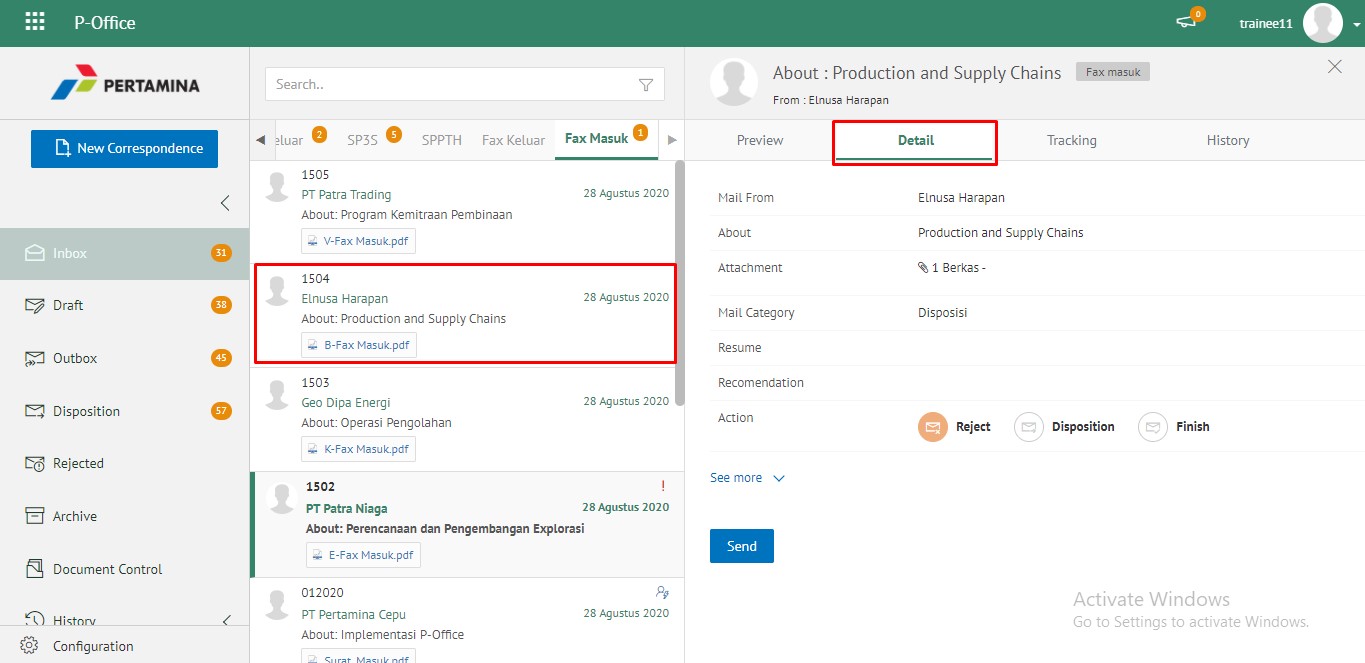 P-Office
0
trainee11
PERTAMINA
New Correspondence
Inbox 31
Draft 38
Outbox 45
Disposition 57
Rejected
Archive
Document Control
History
Configuration
Search..
eluar 2
SP3S 5
SPPTH
Fax Keluar
Fax Masuk 1
1505
PT Patra Trading
28 Agustus 2020
About: Program Kemitraan Pembinaan
V-Fax Masuk.pdf
1504
Elnusa Harapan
28 Agustus 2020
About: Production and Supply Chains
B-Fax Masuk.pdf
1503
Geo Dipa Energi
28 Agustus 2020
About: Operasi Pengolahan
K-Fax Masuk.pdf
1502
!
PT Patra Niaga
28 Agustus 2020
About: Perencanaan dan Pengembangan Explorasi
E-Fax Masuk.pdf
012020
PT Pertamina Cepu
28 Agustus 2020
About: Implementasi P-Office
Surat Masuk.pdf
About : Production and Supply Chains
Fax masuk
From : Elnusa Harapan
Preview
Detail
Tracking
History
Mail From Elnusa Harapan
About Production and Supply Chains
Attachment 1 Berkas -
Mail Category Disposisi
Resume
Recomendation
Action Reject Disposition Finish
See more
Send
Activate Windows
Go to Settings to activate Windows.